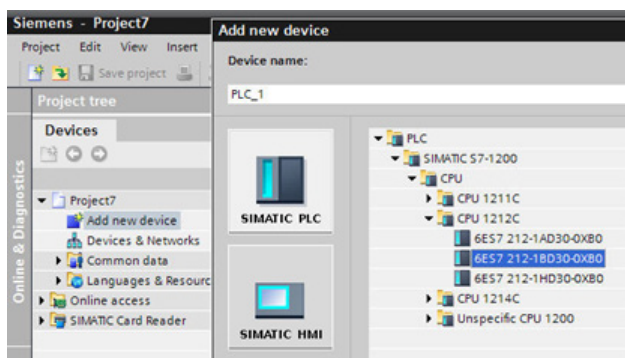 Siemens - Project7
Project Edit View Insert
Save project
Project tree
Devices
Online & Diagnostics
Project7
Add new device
Devices & Networks
Common data
Languages & Resourc
Online access
SIMATIC Card Reader
Add new device
Device name:
PLC_1
SIMATIC PLC
SIMATIC HMI
PLC
SIMATIC S7-1200
CPU
CPU 1211C
CPU 1212C
6ES7 212-1AD30-0XB0
6ES7 212-1BD30-0XB0
6ES7 212-1HD30-0XB0
CPU 1214C
Unspecific CPU 1200